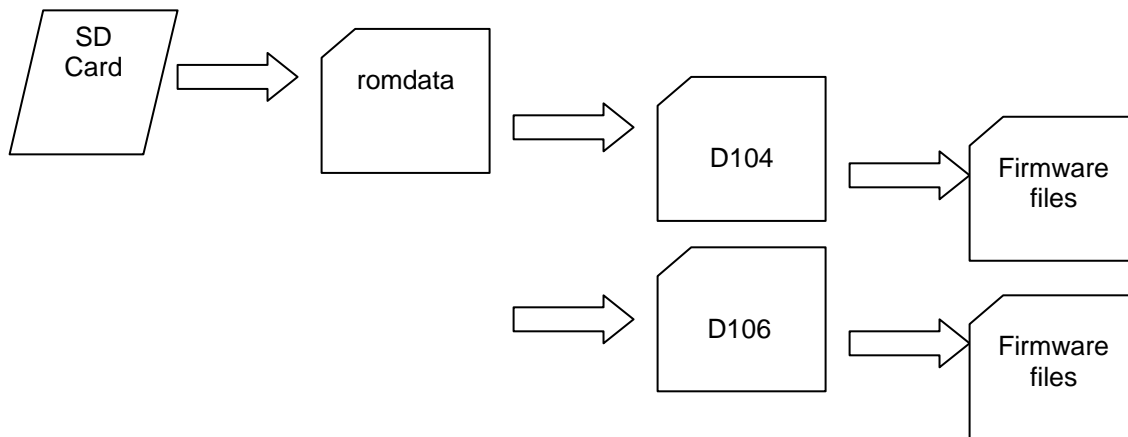 SD
Card
romdata
D104
Firmware
files
D106
Firmware
files